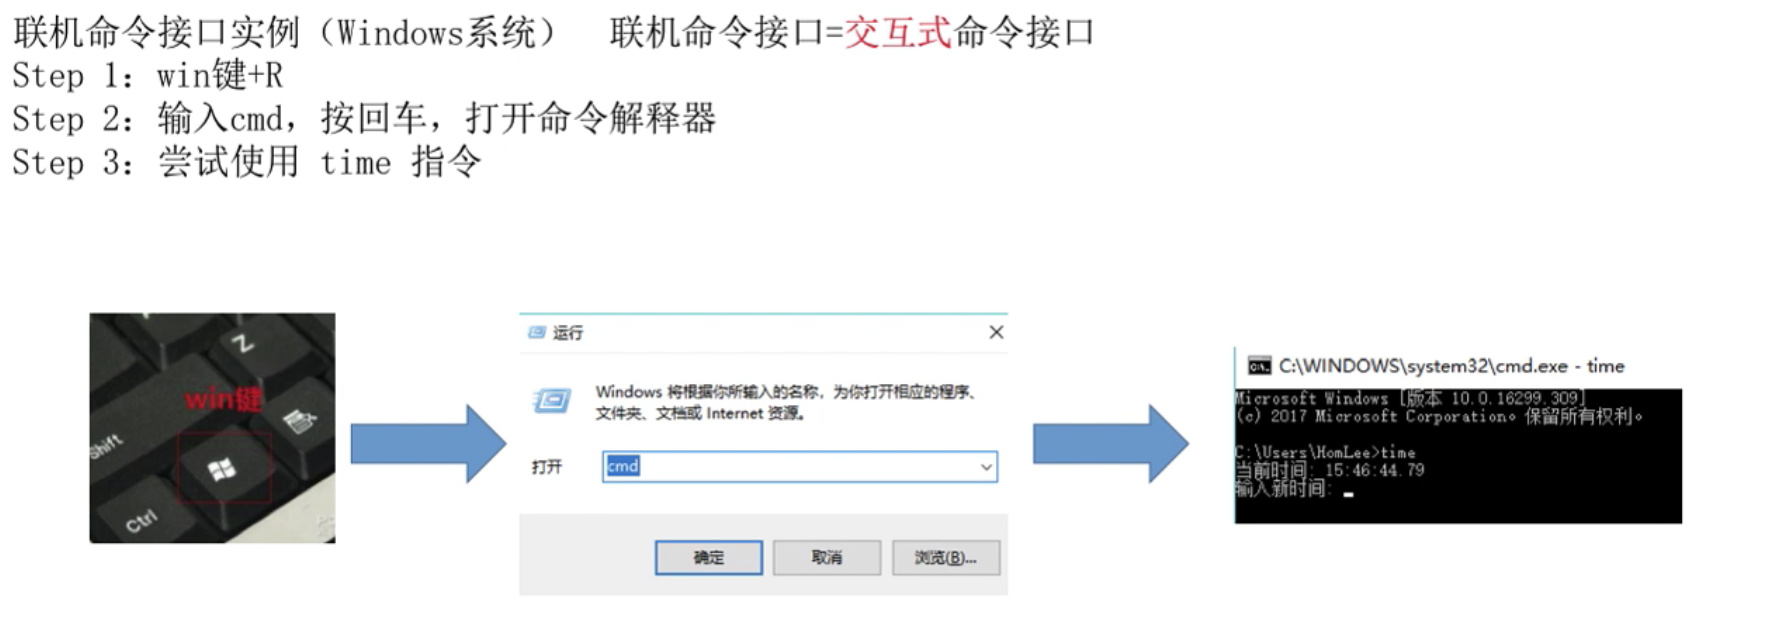 联机命令接口实例（Windows系统） 联机命令接口=交互式命令接口
Step 1：win键+R
Step 2：输入cmd，按回车，打开命令解释器
Step 3：尝试使用 time 指令
Z
win键
Shift
Ctrl
运行
Windows 将根据你所输入的名称，为你打开相应的程序、
文件夹、文档或 Internet 资源。
打开
cmd
确定 取消 浏览(B)...
C:\WINDOWS\system32\cmd.exe - time
Microsoft Windows [版本 10.0.16299.309]
(c) 2017 Microsoft Corporation。保留所有权利。
C:\Users\HomLee>time
当前时间: 15:46:44.79
输入新时间: